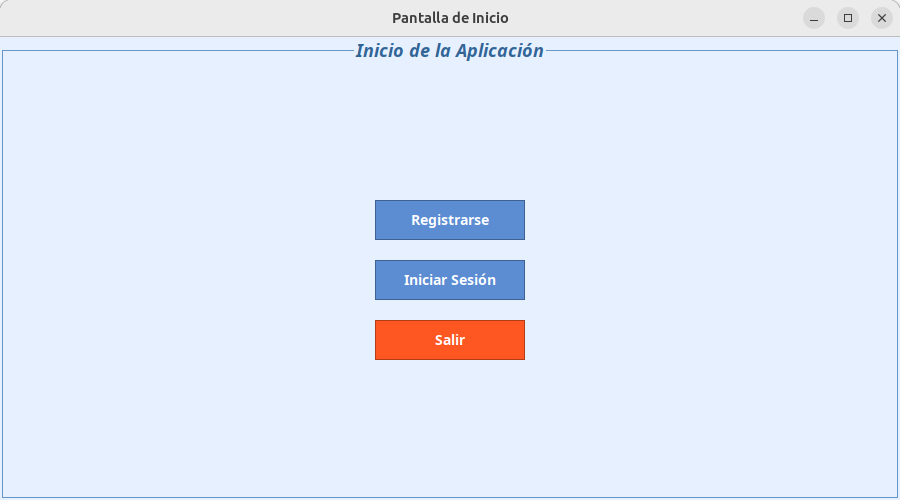 Pantalla de Inicio
Inicio de la Aplicación
Registrarse
Iniciar Sesión
Salir